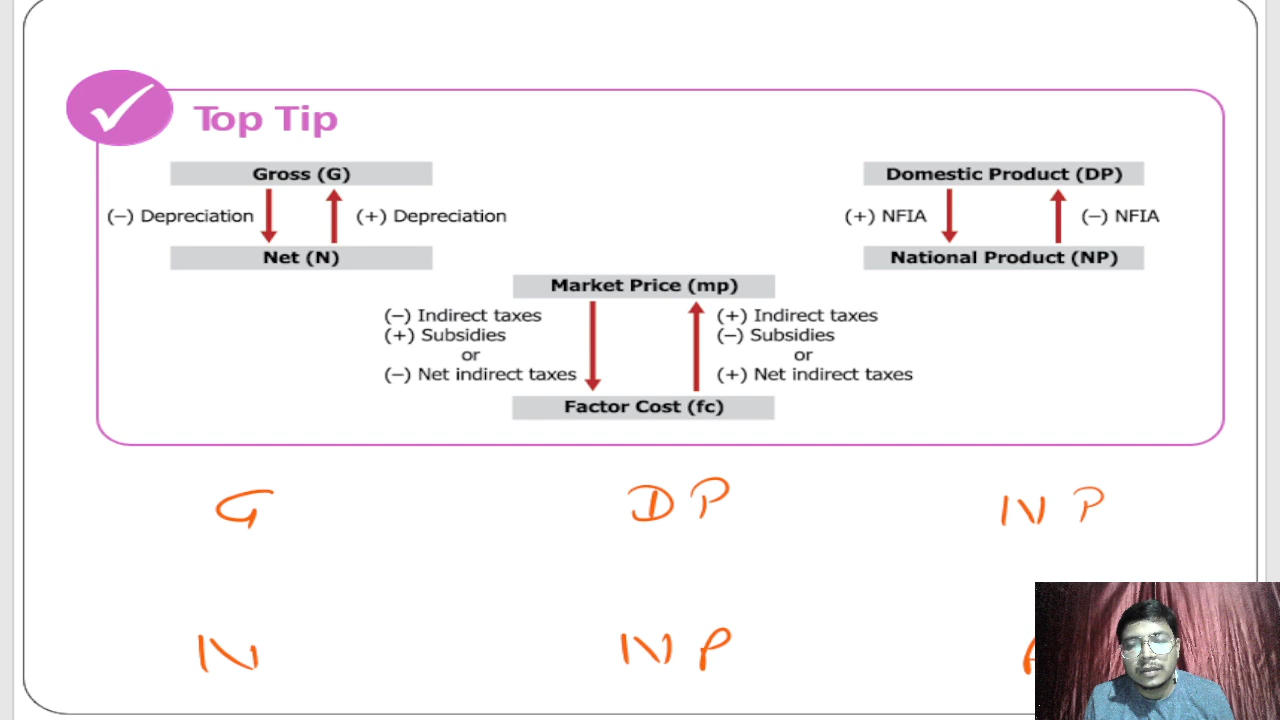 Top Tip
Gross (G)
(–) Depreciation
(+) Depreciation
Net (N)
Domestic Product (DP)
(+) NFIA
(–) NFIA
National Product (NP)
Market Price (mp)
(–) Indirect taxes
(+) Subsidies
or
(–) Net indirect taxes
(+) Indirect taxes
(–) Subsidies
or
(+) Net indirect taxes
Factor Cost (fc)
G DP NP
N NP